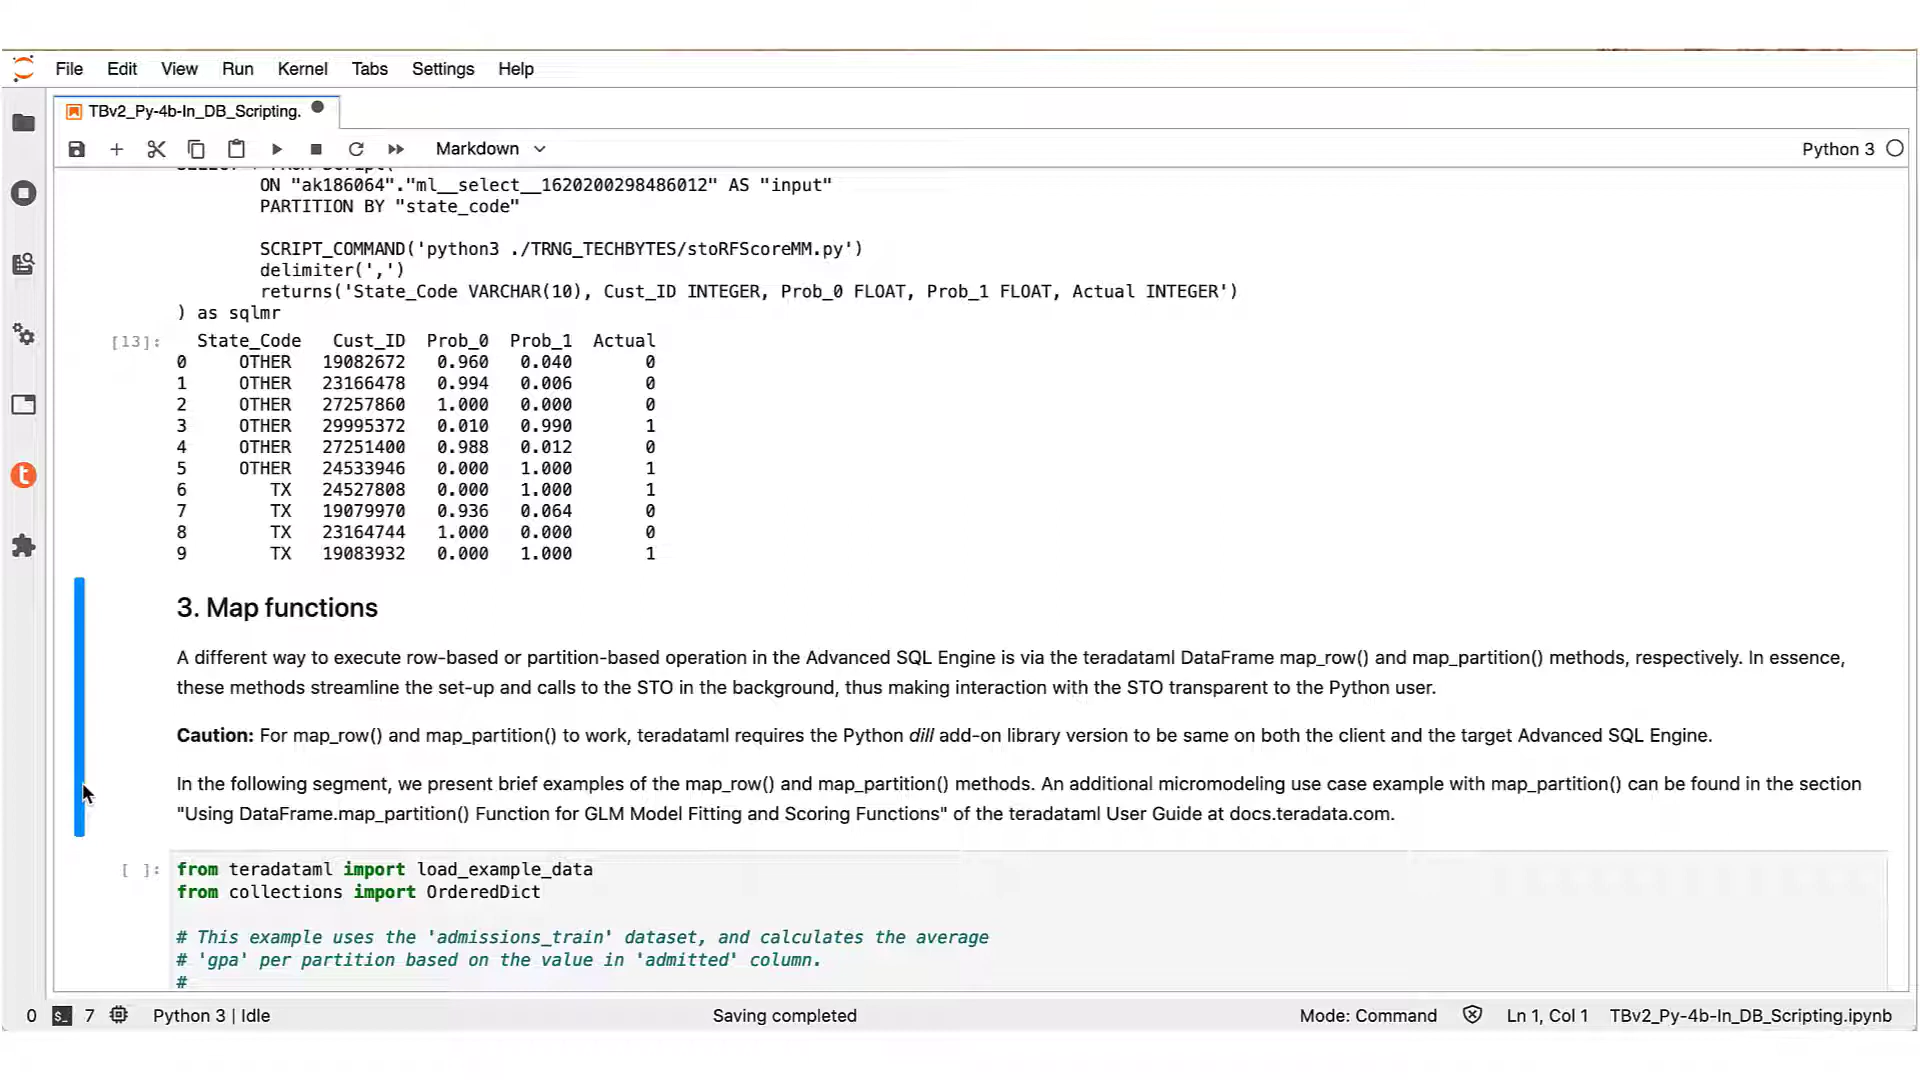 File Edit View Run Kernel Tabs Settings Help
TBv2_Py-4b-In_DB_Scripting.
Markdown
Python 3
ON "ak186064"."ml__select__1620200298486012" AS "input"
PARTITION BY "state_code"
SCRIPT_COMMAND('python3 ./TRNG_TECHBYTES/stoRFScoreMM.py')
delimiter(',')
returns('State_Code VARCHAR(10), Cust_ID INTEGER, Prob_0 FLOAT, Prob_1 FLOAT, Actual INTEGER')
) as sqlmr
[13]: State_Code Cust_ID Prob_0 Prob_1 Actual
0 OTHER 19082672 0.960 0.040 0
1 OTHER 23166478 0.994 0.006 0
2 OTHER 27257860 1.000 0.000 0
3 OTHER 29995372 0.010 0.990 1
4 OTHER 27251400 0.988 0.012 0
5 OTHER 24533946 0.000 1.000 1
6 TX 24527808 0.000 1.000 1
7 TX 19079970 0.936 0.064 0
8 TX 23164744 1.000 0.000 0
9 TX 19083932 0.000 1.000 1
3. Map functions
A different way to execute row-based or partition-based operation in the Advanced SQL Engine is via the teradataml DataFrame map_row() and map_partition() methods, respectively. In essence,
these methods streamline the set-up and calls to the STO in the background, thus making interaction with the STO transparent to the Python user.
Caution: For map_row() and map_partition() to work, teradataml requires the Python dill add-on library version to be same on both the client and the target Advanced SQL Engine.
In the following segment, we present brief examples of the map_row() and map_partition() methods. An additional micromodeling use case example with map_partition() can be found in the section
"Using DataFrame.map_partition() Function for GLM Model Fitting and Scoring Functions" of the teradataml User Guide at docs.teradata.com.
[ ]: from teradataml import load_example_data
from collections import OrderedDict
# This example uses the 'admissions_train' dataset, and calculates the average
# 'gpa' per partition based on the value in 'admitted' column.
#
0 $_ 7 Python 3 | Idle Saving completed Mode: Command Ln 1, Col 1 TBv2_Py-4b-In_DB_Scripting.ipynb